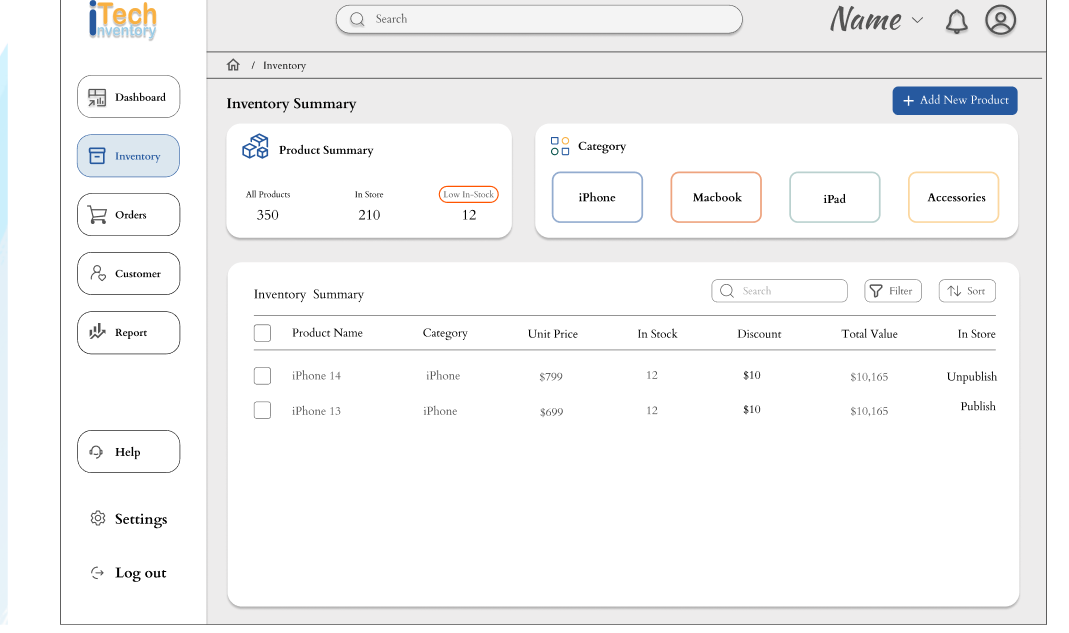 iTech
inventory
Search
Name
/ Inventory
Dashboard
Inventory
Orders
Customer
Report
Help
Settings
Log out
Inventory Summary
+ Add New Product
Product Summary
All Products In Store Low In-Stock
350 210 12
Category
iPhone Macbook iPad Accessories
Inventory Summary
Search Filter Sort
Product Name Category Unit Price In Stock Discount Total Value In Store
iPhone 14 iPhone $799 12 $10 $10,165 Unpublish
iPhone 13 iPhone $699 12 $10 $10,165 Publish